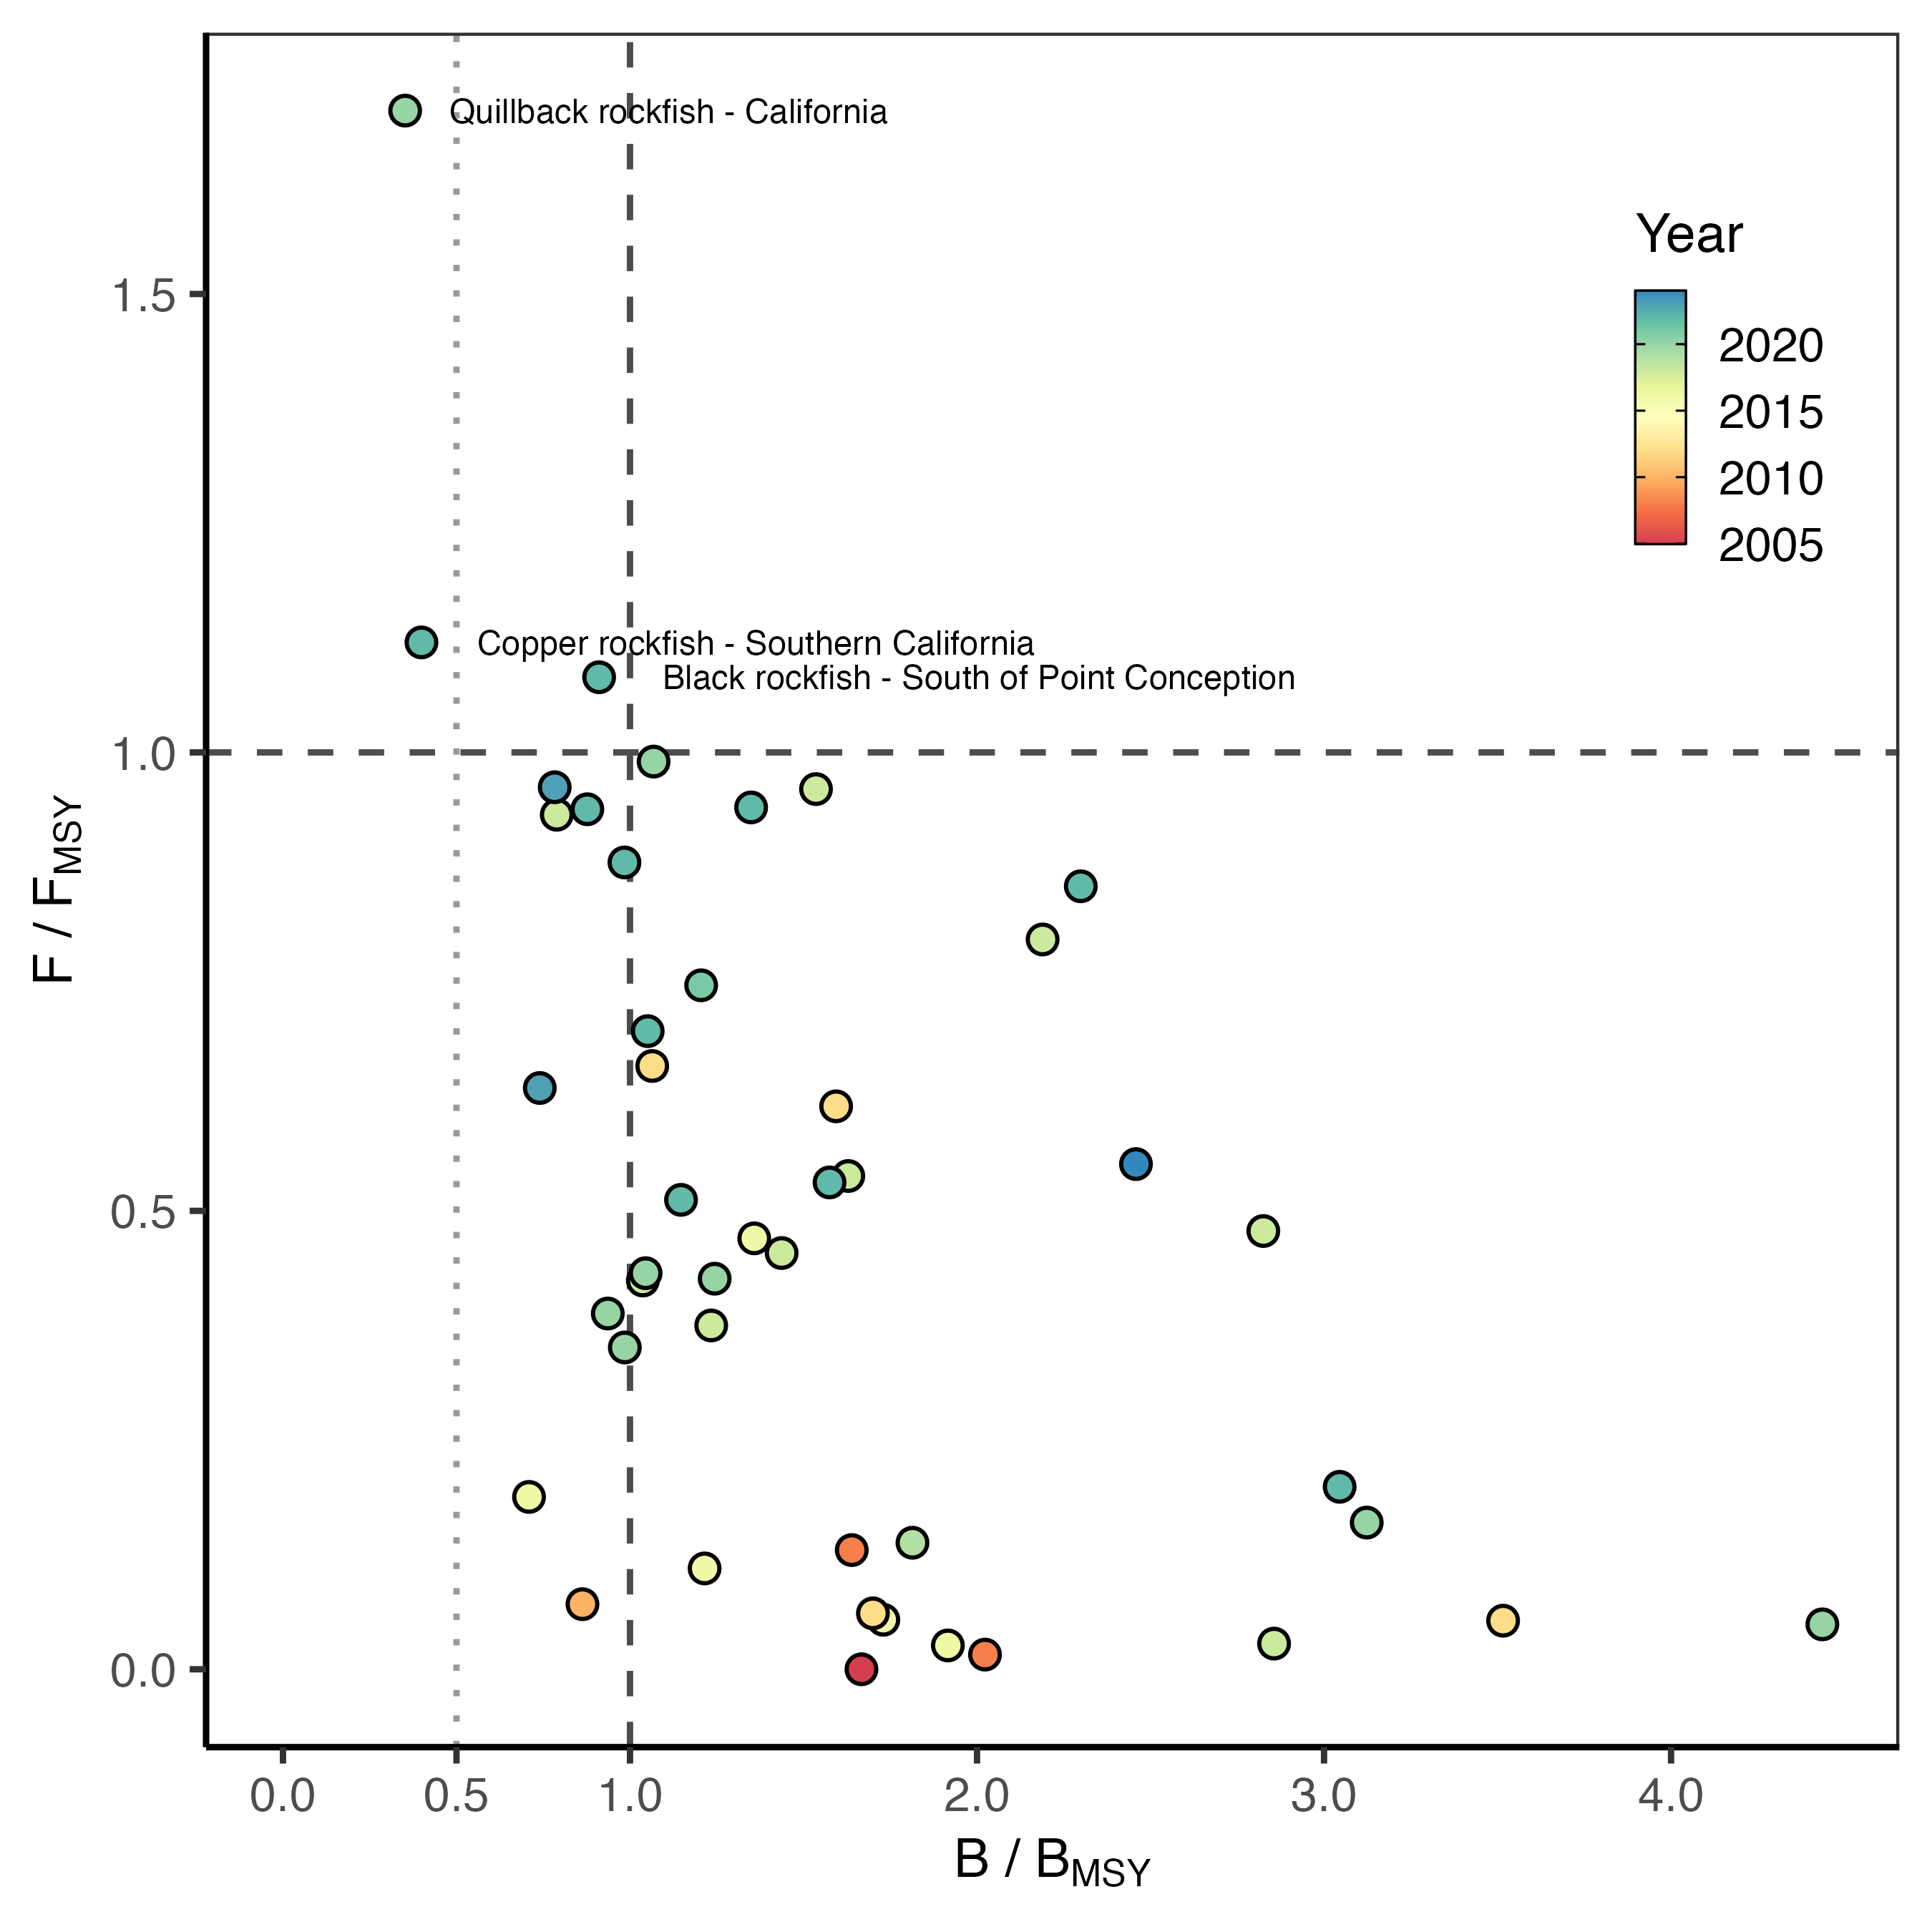 Quillback rockfish - California
Year
1.5
2020
2015
2010
2005
Copper rockfish - Southern California
Black rockfish - South of Point Conception
1.0
F / FMSY
0.5
0.0
0.0 0.5 1.0 2.0 3.0 4.0
B / BMSY